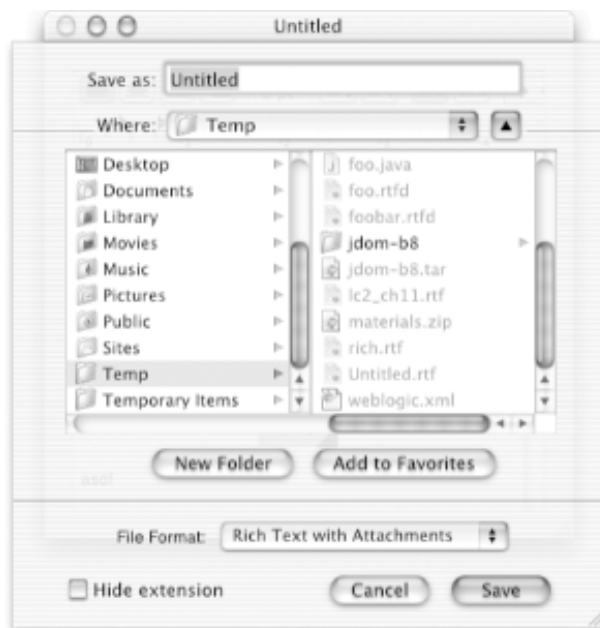 Untitled
Save as: Untitled
Where: Temp
Desktop
Documents
Library
Movies
Music
Pictures
Public
Sites
Temp
Temporary Items
foo.java
foo.rtfd
foobar.rtfd
jdom-b8
jdom-b8.tar
lc2_ch11.rtf
materials.zip
rich.rtf
Untitled.rtf
weblogic.xml
New Folder Add to Favorites
asdf
File Format: Rich Text with Attachments
Hide extension Cancel Save